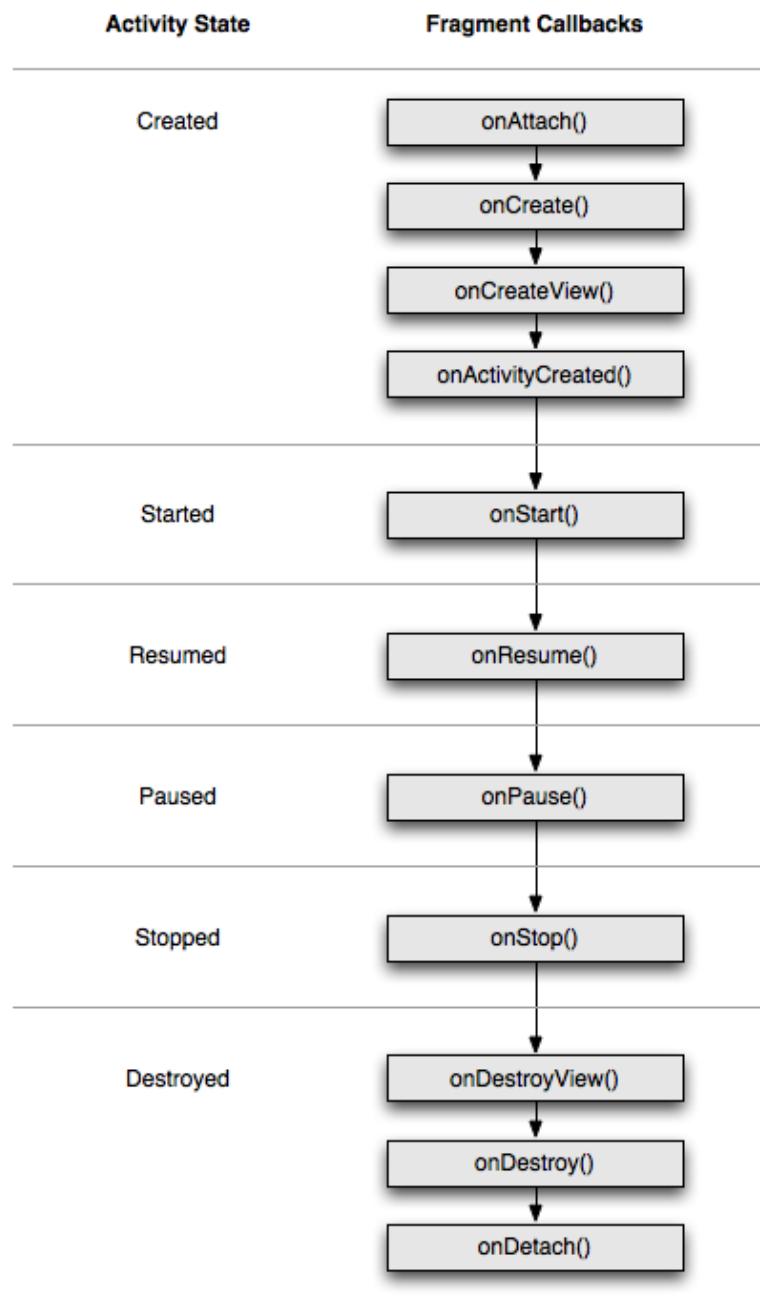 Activity State Fragment Callbacks
Created onAttach()
onCreate()
onCreateView()
onActivityCreated()
Started onStart()
Resumed onResume()
Paused onPause()
Stopped onStop()
Destroyed onDestroyView()
onDestroy()
onDetach()